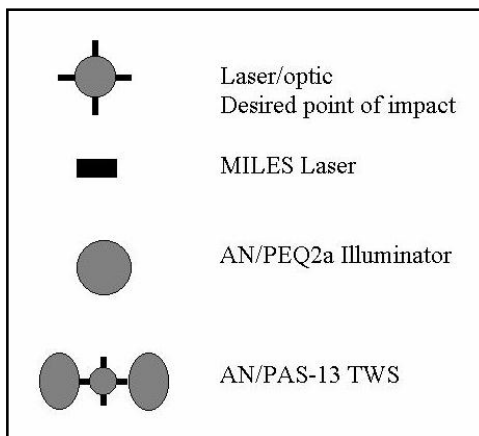 Laser/optic
Desired point of impact
MILES Laser
AN/PEQ2a Illuminator
AN/PAS-13 TWS